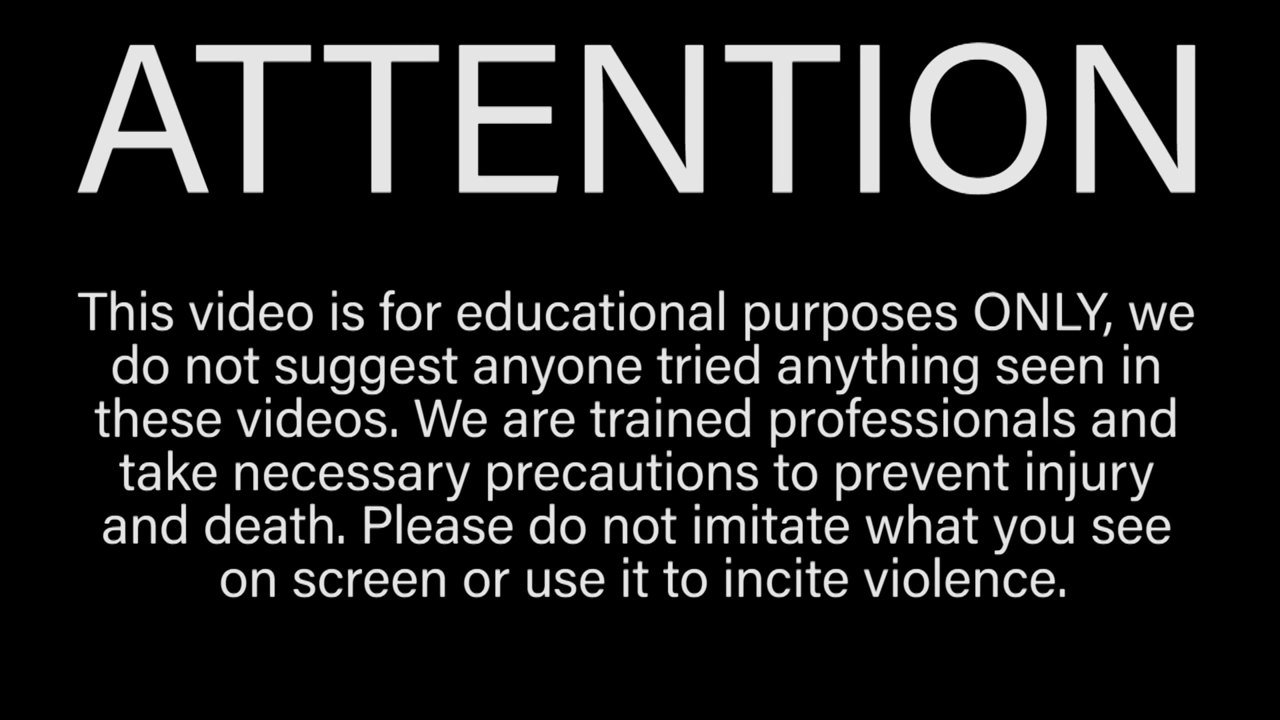 ATTENTION
This video is for educational purposes ONLY, we
do not suggest anyone tried anything seen in
these videos. We are trained professionals and
take necessary precautions to prevent injury
and death. Please do not imitate what you see
on screen or use it to incite violence.